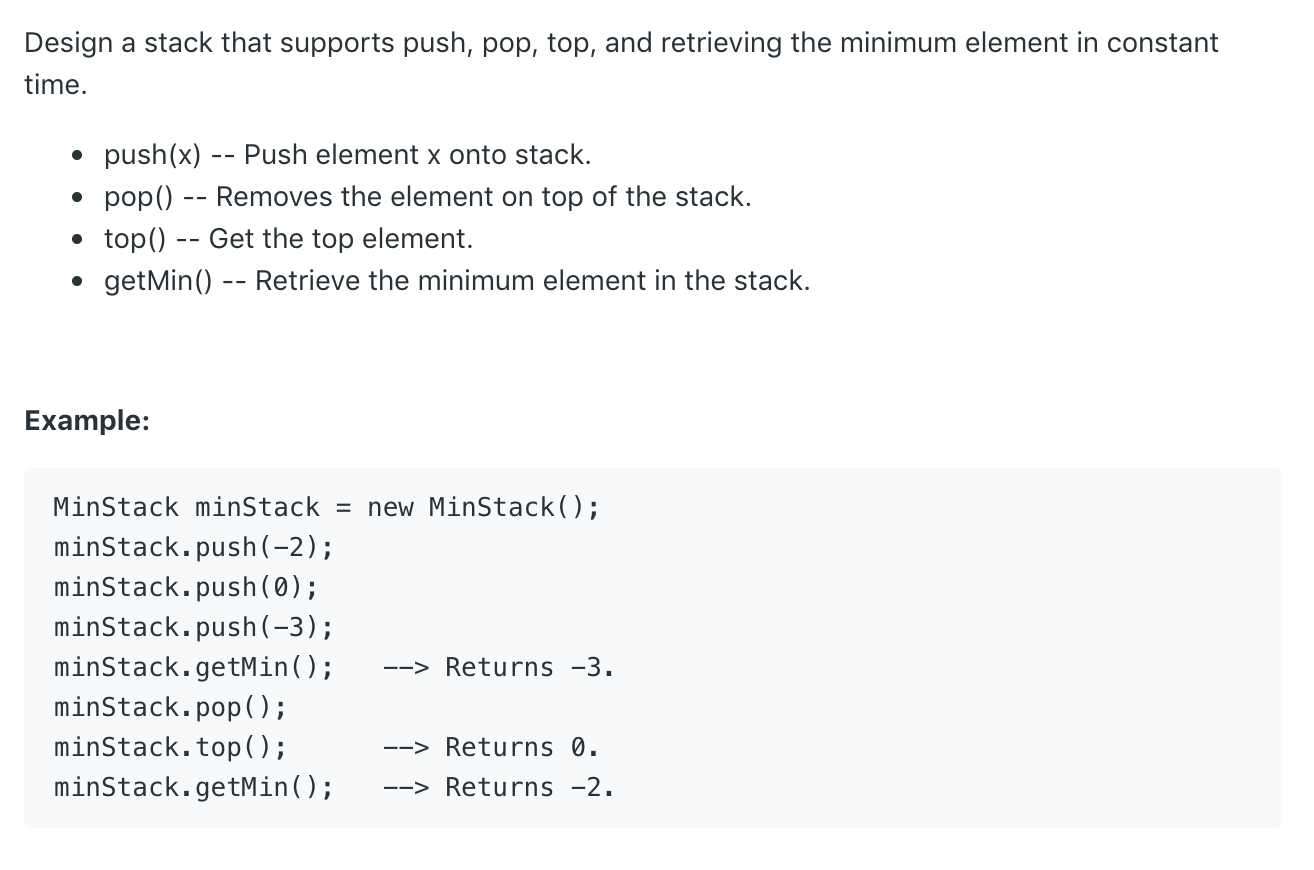 Design a stack that supports push, pop, top, and retrieving the minimum element in constant
time.
• push(x) -- Push element x onto stack.
• pop() -- Removes the element on top of the stack.
• top() -- Get the top element.
• getMin() -- Retrieve the minimum element in the stack.
Example:
MinStack minStack = new MinStack();
minStack.push(-2);
minStack.push(0);
minStack.push(-3);
minStack.getMin();   --> Returns -3.
minStack.pop();
minStack.top();      --> Returns 0.
minStack.getMin();   --> Returns -2.